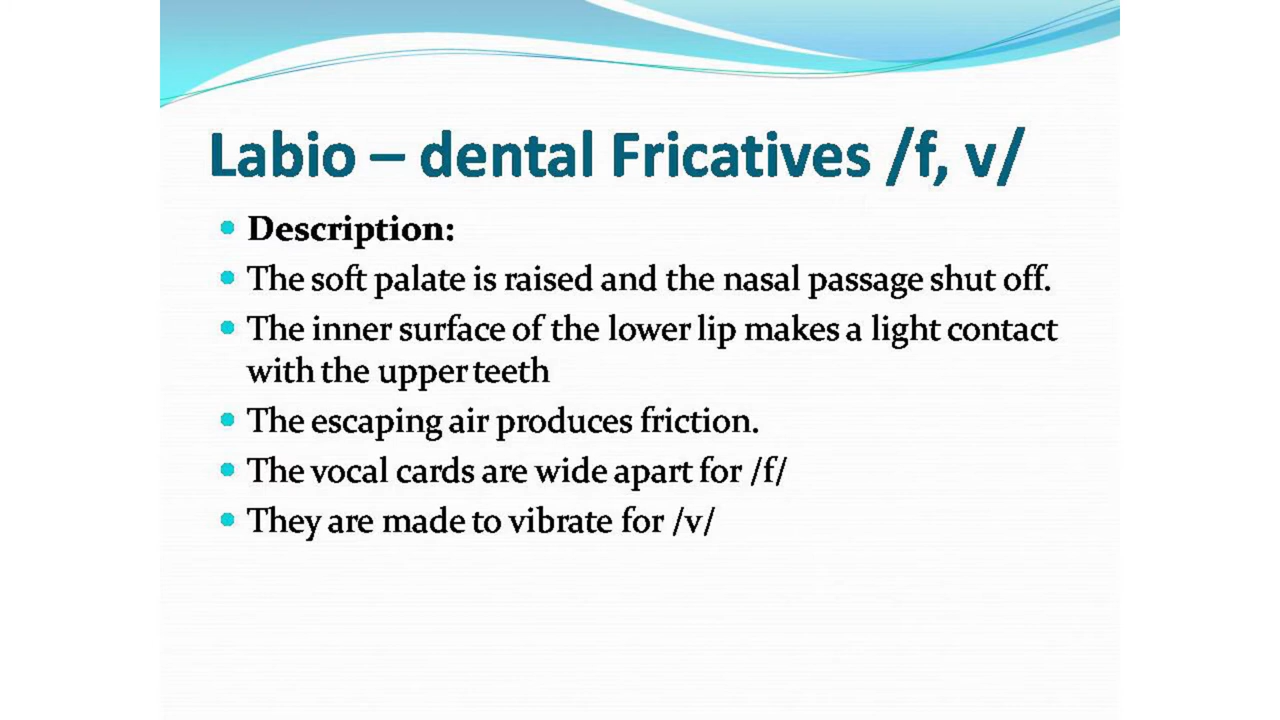 Labio – dental Fricatives /f, v/
Description:
The soft palate is raised and the nasal passage shut off.
The inner surface of the lower lip makes a light contact
with the upper teeth
The escaping air produces friction.
The vocal cards are wide apart for /f/
They are made to vibrate for /v/